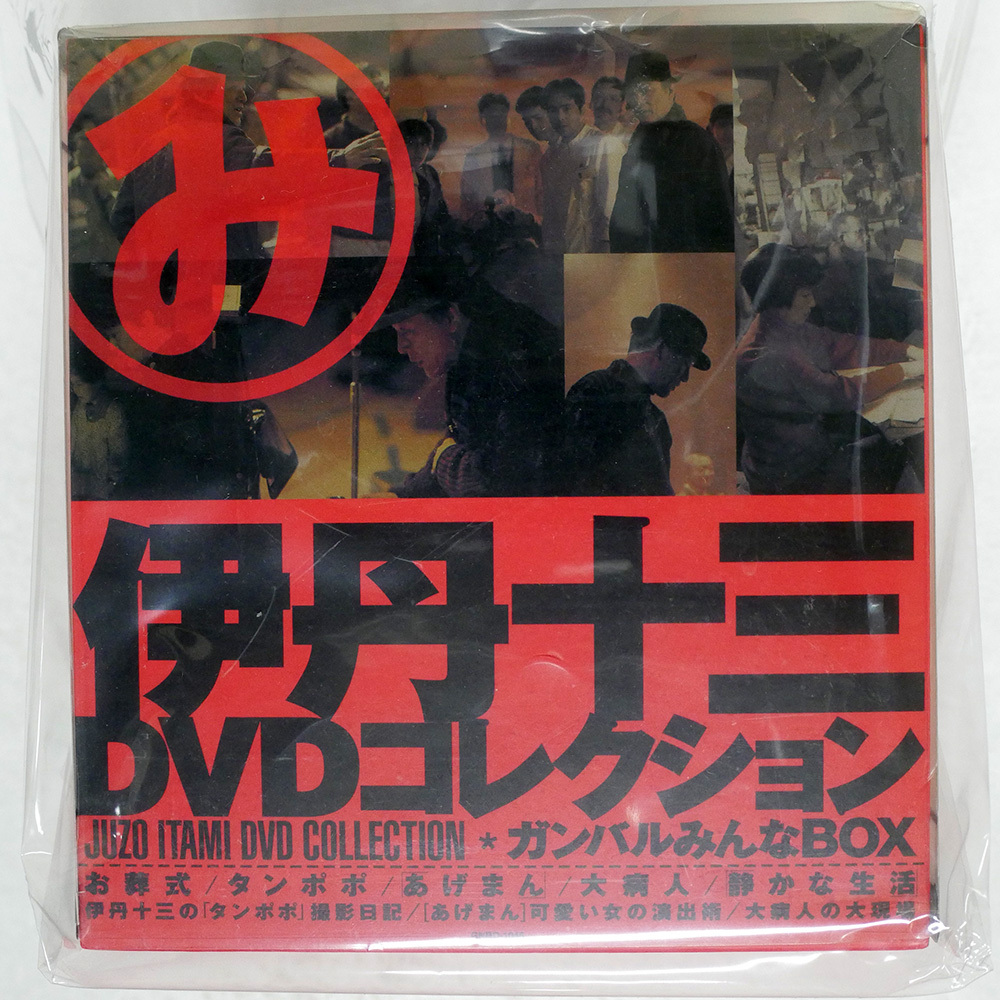 み
伊丹十三
DVDコレクション
JUZO ITAMI DVD COLLECTION ★ ガンバルみんなBOX
お葬式/タンポポ/あげまん/大病人/静かな生活
伊丹十三の「タンポポ」撮影日記/[あげまん]可愛い女の演出術/大病人の大現場